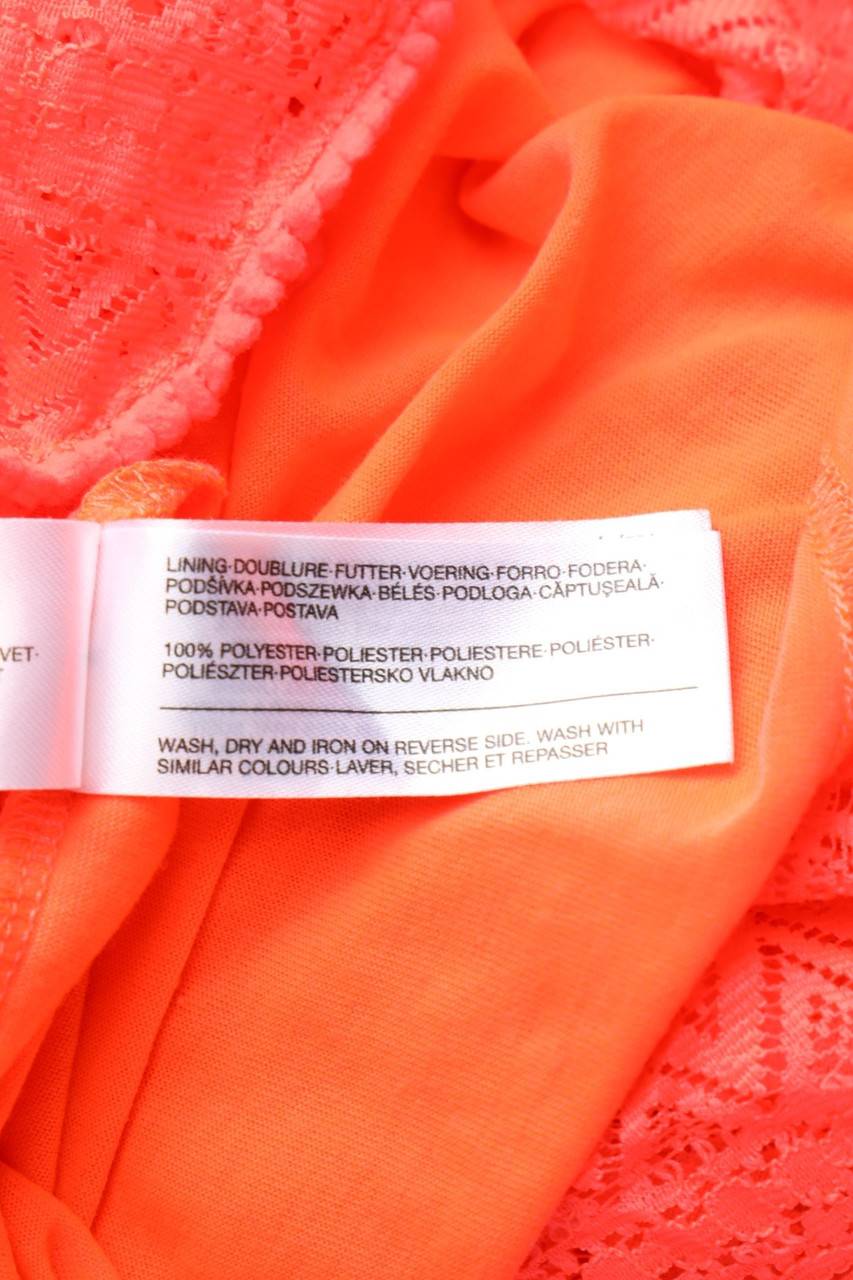 LINING·DOUBLURE·FUTTER·VOERING·FORRO·FODERA·
PODŠÍVKA·PODSZEWKA·BÉLÉS·PODLOGA·CĂPTUŞEALĂ·
PODSTAVA·POSTAVA
100% POLYESTER·POLIESTER·POLIESTERE·POLIÉSTER·
POLIÉSZTER·POLIESTERSKO VLAKNO
WASH, DRY AND IRON ON REVERSE SIDE. WASH WITH
SIMILAR COLOURS·LAVER, SECHER ET REPASSER
VET·